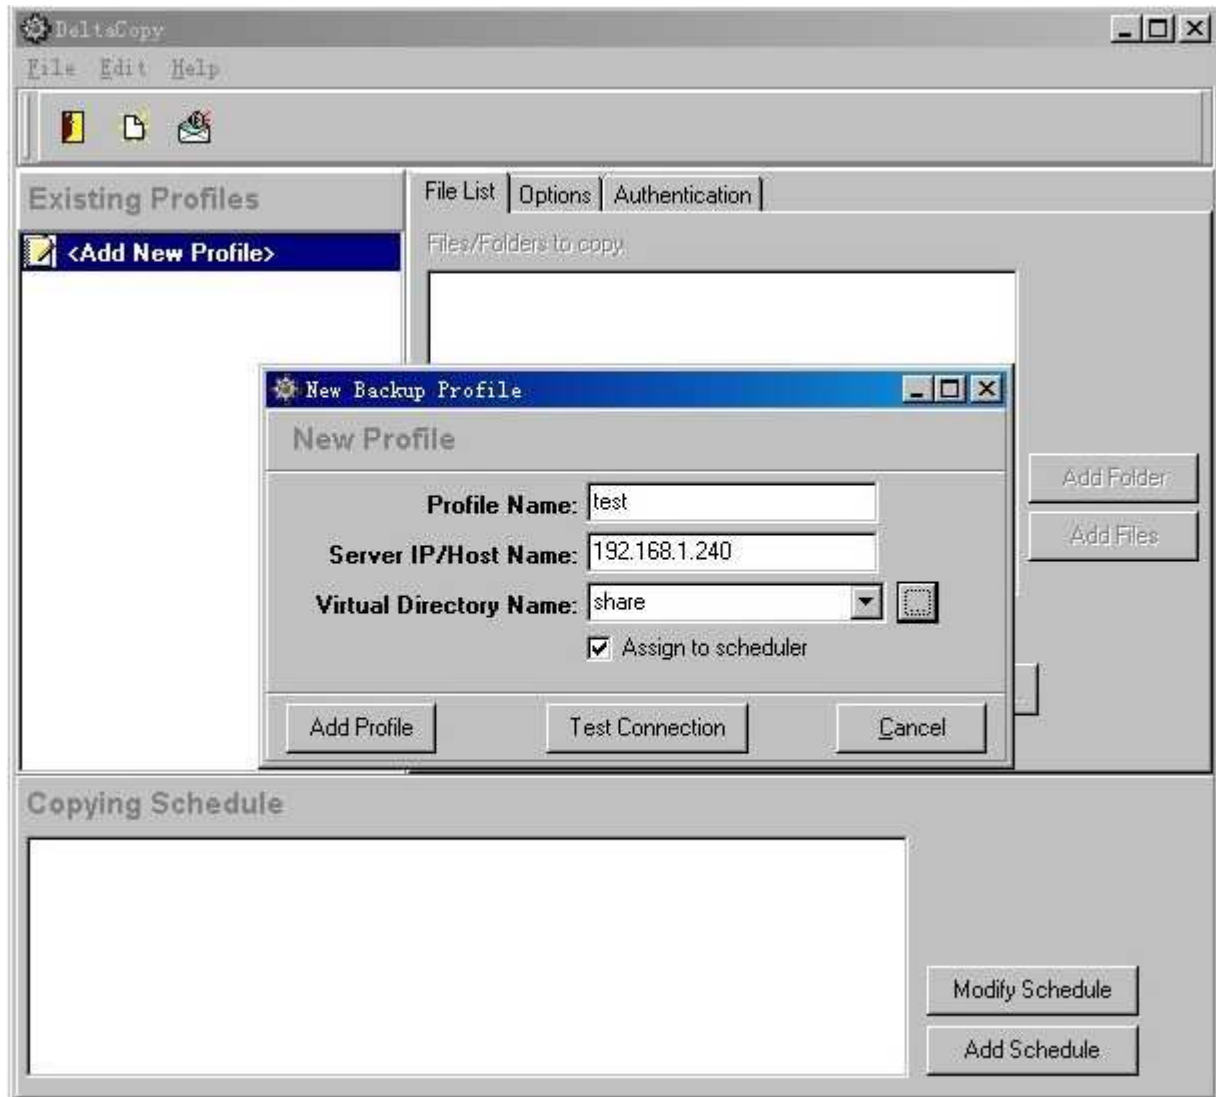 DeltaCopy
File Edit Help
Existing Profiles
<Add New Profile>
File List Options Authentication
Files/Folders to copy
New Backup Profile
New Profile
Profile Name: test
Server IP/Host Name: 192.168.1.240
Virtual Directory Name: share
Assign to scheduler
Add Profile Test Connection Cancel
Add Folder
Add Files
Copying Schedule
Modify Schedule
Add Schedule